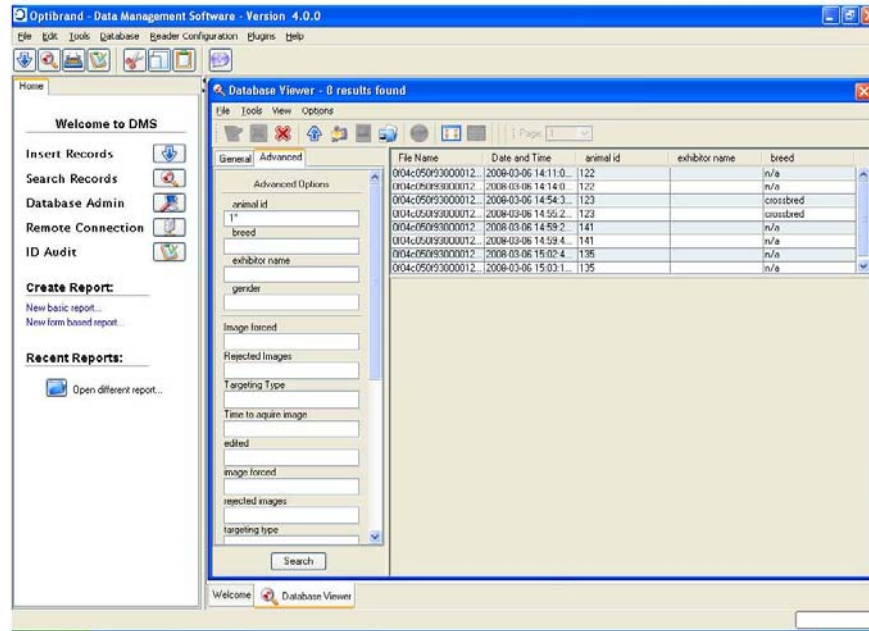 Optibrand - Data Management Software - Version 4.0.0
File Edit Tools Database Reader Configuration Plugins Help
Home
Welcome to DMS
Insert Records
Search Records
Database Admin
Remote Connection
ID Audit
Create Report:
New basic report...
New form based report...
Recent Reports:
Open different report...
Database Viewer - 8 results found
File Tools View Options
Page 1
General Advanced
Advanced Options
animal id
1*
breed
exhibitor name
gender
Image forced
Rejected Images
Targeting Type
Time to aquire image
edited
image forced
rejected images
targeting type
Search
File Name Date and Time animal id exhibitor name breed
0f04c050f93000012... 2008-03-06 14:11:0... 122 n/a
0f04c050f93000012... 2008-03-06 14:14:0... 122 n/a
0f04c050f93000012... 2008-03-06 14:54:3... 123 crossbred
0f04c050f93000012... 2008-03-06 14:55:2... 123 crossbred
0f04c050f93000012... 2008-03-06 14:59:2... 141 n/a
0f04c050f93000012... 2008-03-06 14:59:4... 141 n/a
0f04c050f93000012... 2008-03-06 15:02:4... 135 n/a
0f04c050f93000012... 2008-03-06 15:03:1... 135 n/a
Welcome Database Viewer